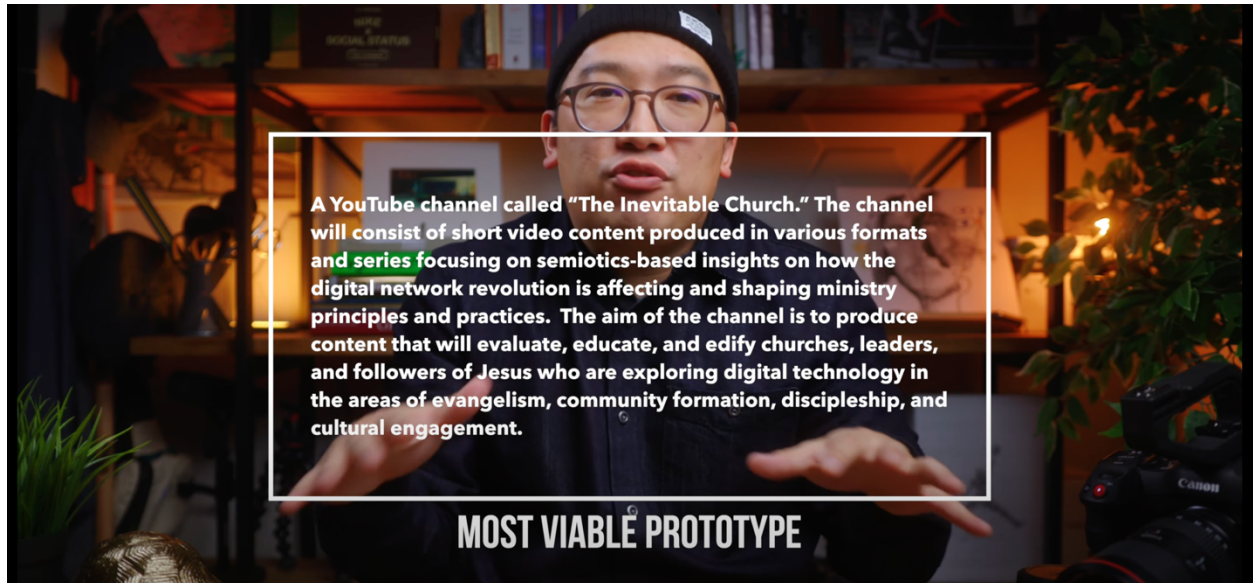 NIKE
SOCIAL STATUS
A YouTube channel called “The Inevitable Church.” The channel
will consist of short video content produced in various formats
and series focusing on semiotics-based insights on how the
digital network revolution is affecting and shaping ministry
principles and practices.  The aim of the channel is to produce
content that will evaluate, educate, and edify churches, leaders,
and followers of Jesus who are exploring digital technology in
the areas of evangelism, community formation, discipleship, and
cultural engagement.
Canon
MOST VIABLE PROTOTYPE